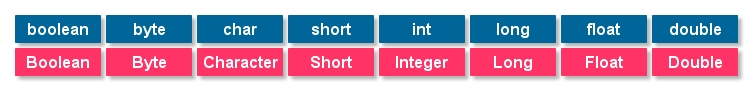 boolean byte char short int long float double
Boolean Byte Character Short Integer Long Float Double